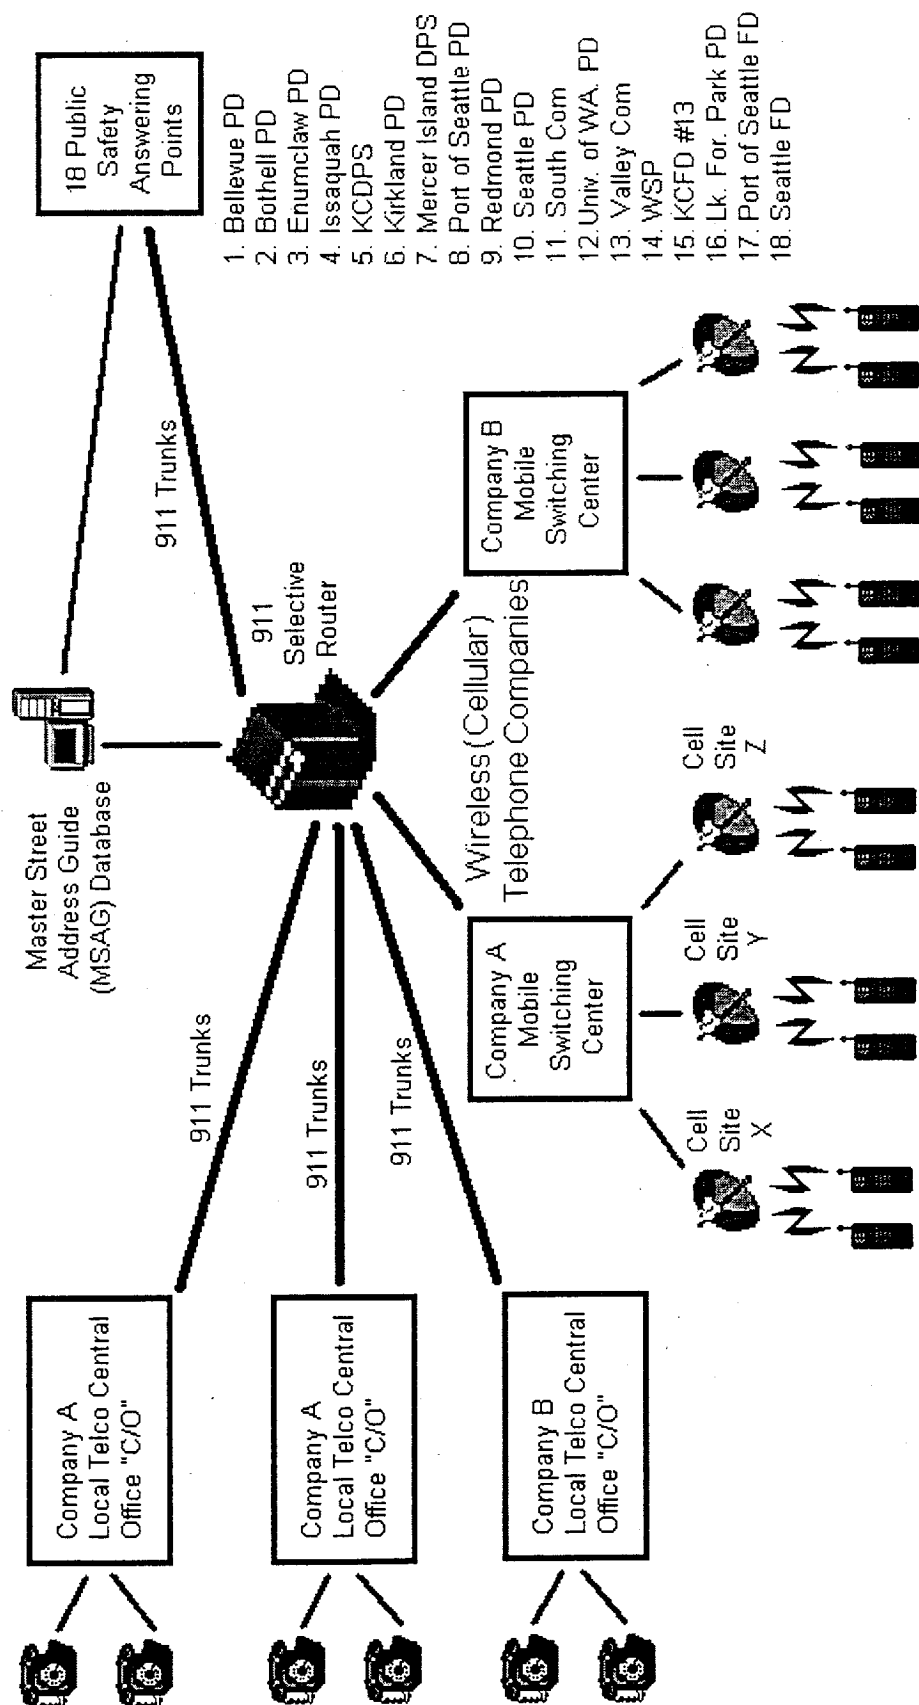 Master Street
Address Guide
(MSAG) Database
18 Public
Safety
Answering
Points
911 Trunks
911
Selective
Router
1. Bellevue PD
2. Bothell PD
3. Enumclaw PD
4. Issaquah PD
5. KCDPS
6. Kirkland PD
7. Mercer Island DPS
8. Port of Seattle PD
9. Redmond PD
10. Seattle PD
11. South Com
12. Univ. of WA. PD
13. Valley Com
14. WSP
15. KCFD #13
16. Lk. For. Park PD
17. Port of Seattle FD
18. Seattle FD
Company A
Local Telco Central
Office "C/O"
911 Trunks
Company A
Local Telco Central
Office "C/O"
911 Trunks
Company B
Local Telco Central
Office "C/O"
911 Trunks
Wireless (Cellular)
Telephone Companies
Company A
Mobile
Switching
Center
Company B
Mobile
Switching
Center
Cell
Site
X
Cell
Site
Y
Cell
Site
Z